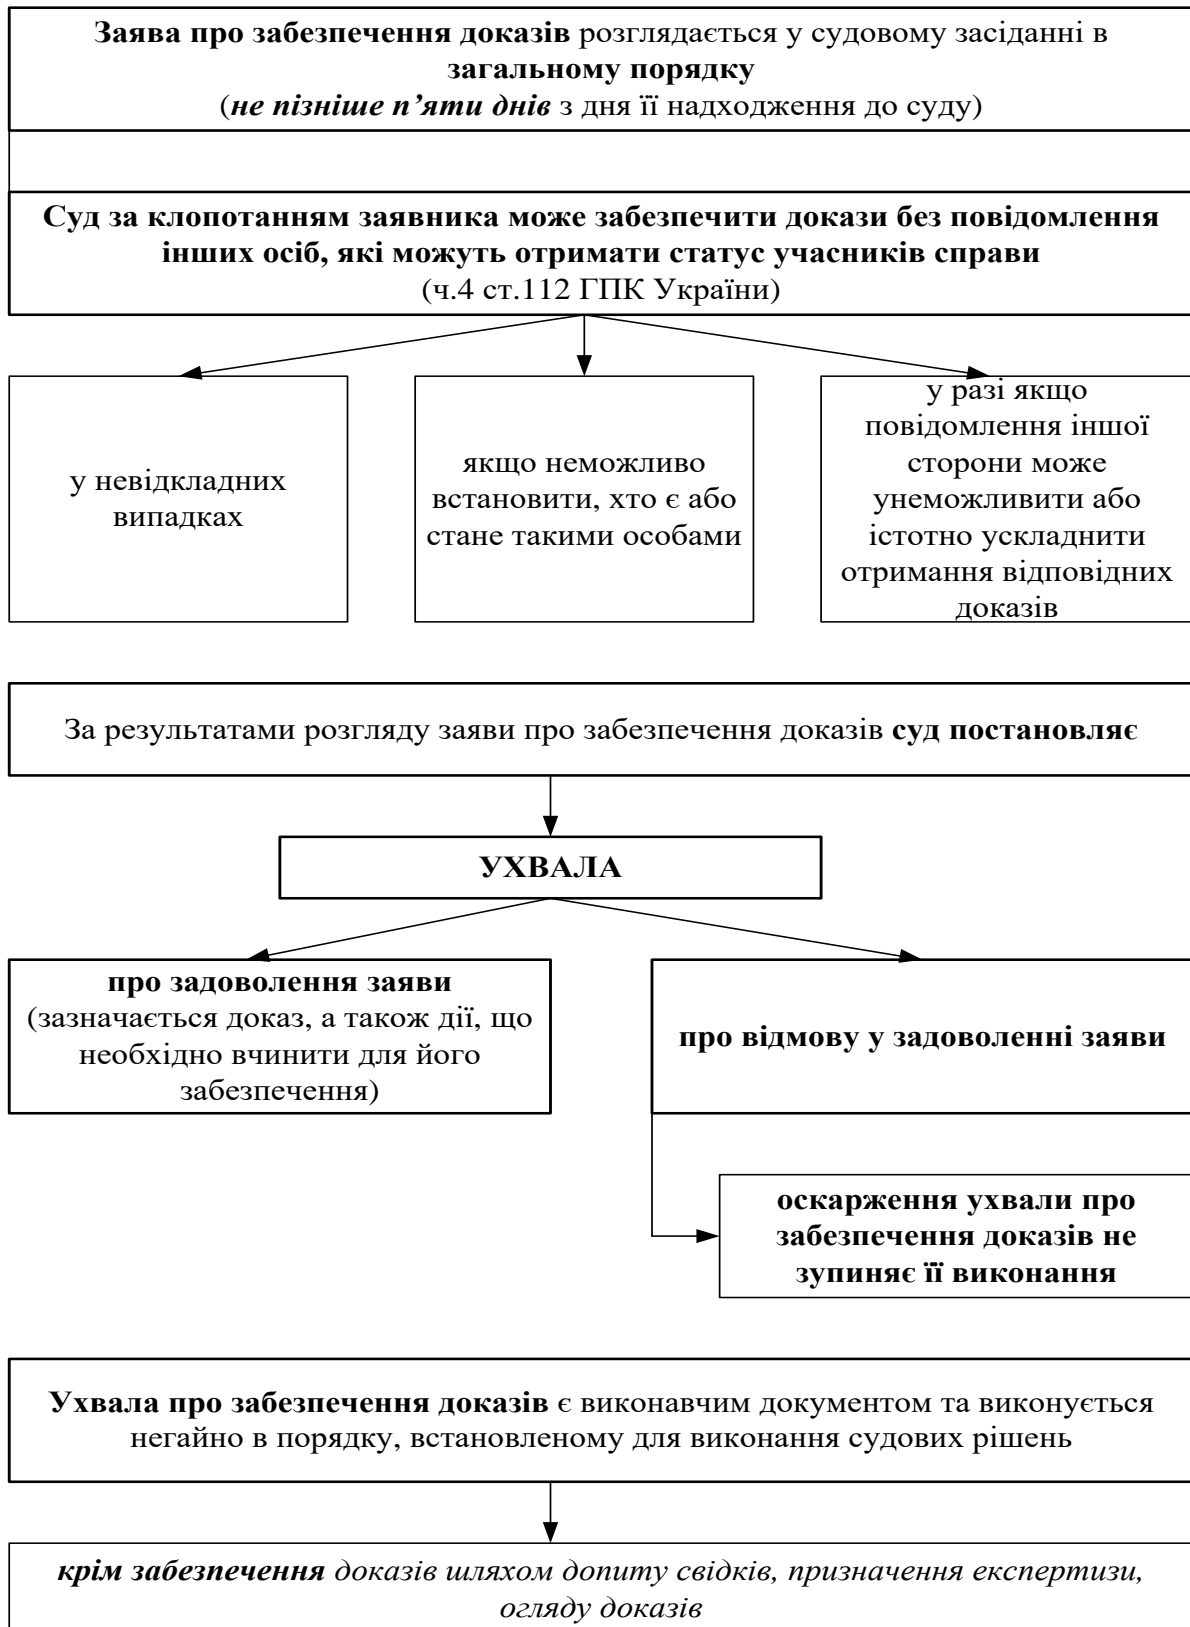 Заява про забезпечення доказів розглядається у судовому засіданні в
загальному порядку
(не пізніше п’яти днів з дня її надходження до суду)
Суд за клопотанням заявника може забезпечити докази без повідомлення
інших осіб, які можуть отримати статус учасників справи
(ч.4 ст.112 ГПК України)
у невідкладних
випадках
якщо неможливо
встановити, хто є або
стане такими особами
у разі якщо
повідомлення іншої
сторони може
унеможливити або
істотно ускладнити
отримання відповідних
доказів
За результатами розгляду заяви про забезпечення доказів суд постановляє
УХВАЛА
про задоволення заяви
(зазначається доказ, а також дії, що
необхідно вчинити для його
забезпечення)
про відмову у задоволенні заяви
оскарження ухвали про
забезпечення доказів не
зупиняє її виконання
Ухвала про забезпечення доказів є виконавчим документом та виконується
негайно в порядку, встановленому для виконання судових рішень
крім забезпечення доказів шляхом допиту свідків, призначення експертизи,
огляду доказів